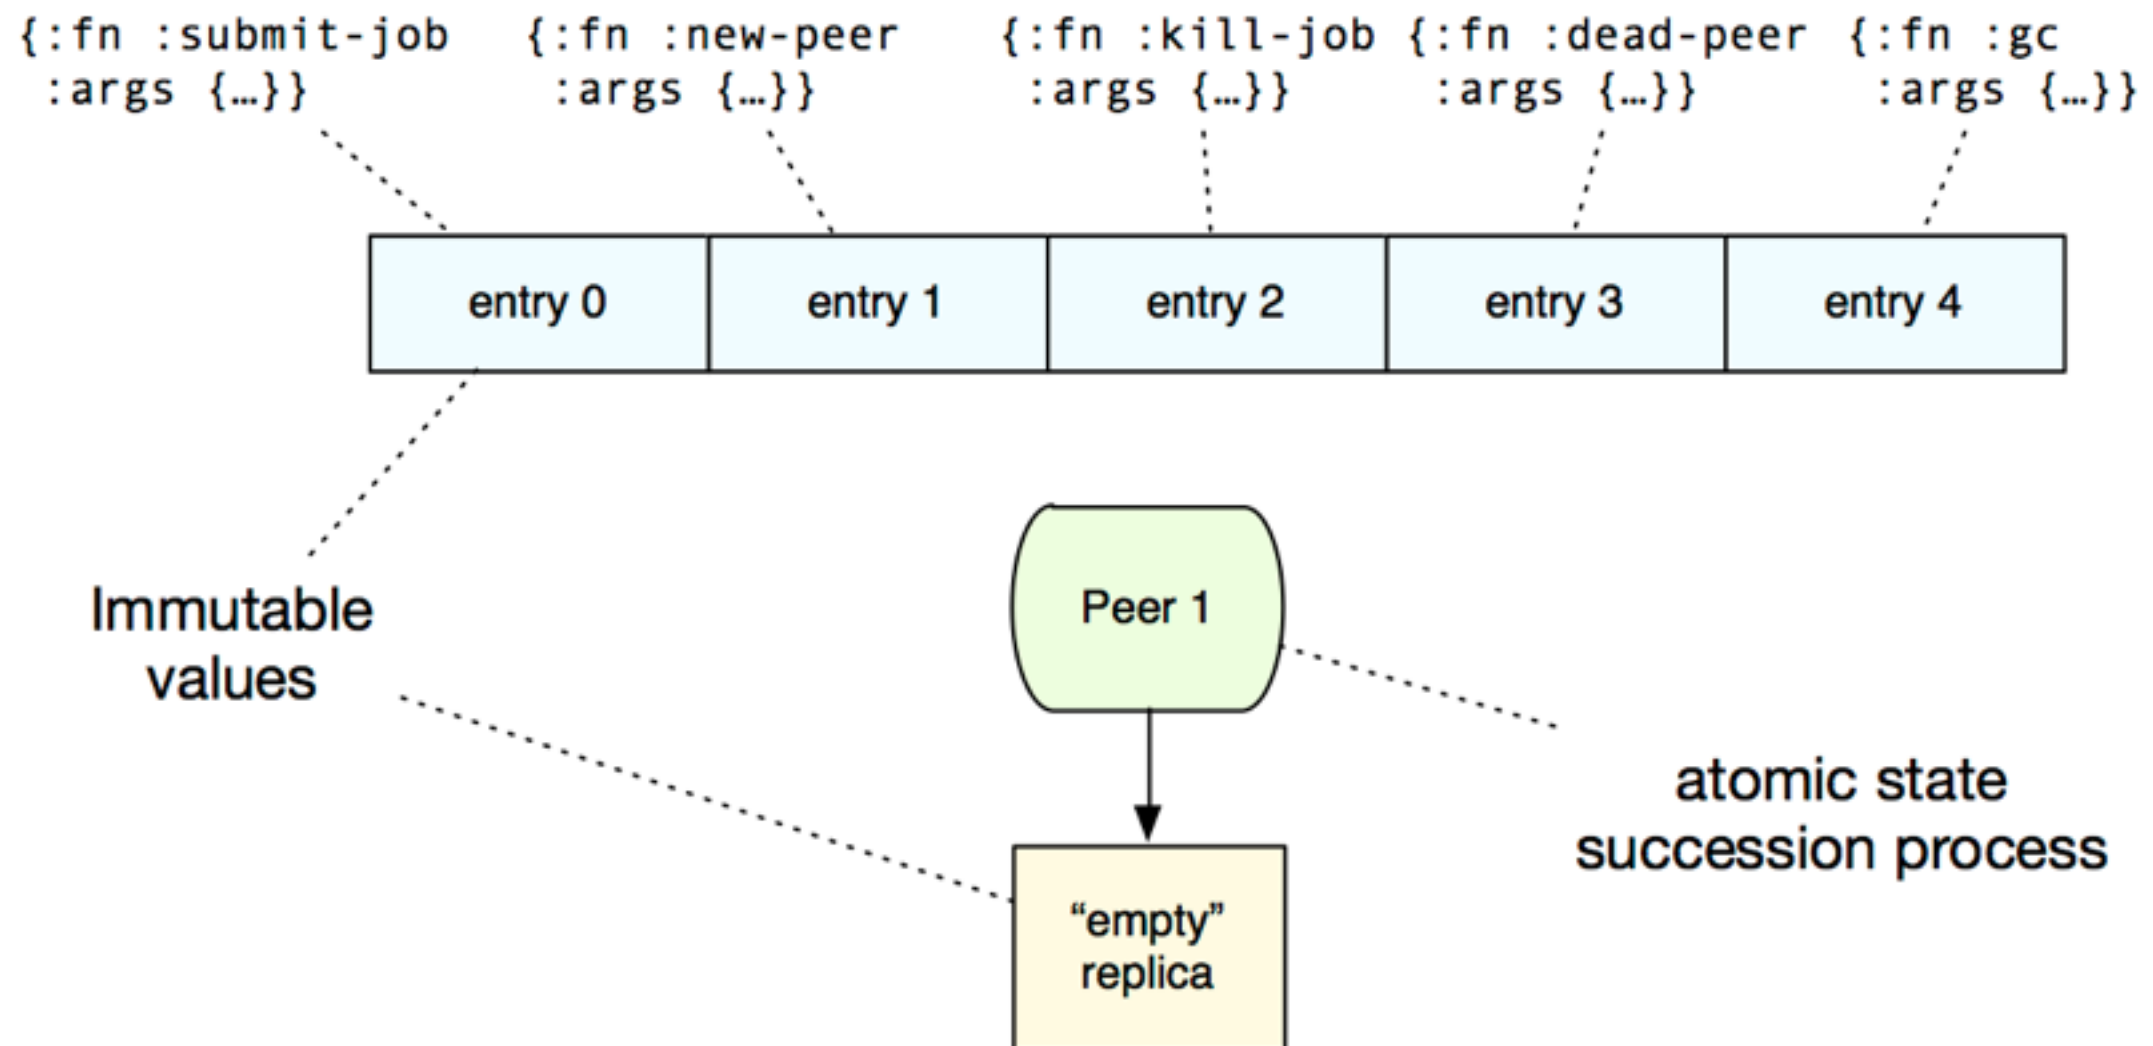 {:fn :submit-job
:args {…}}
{:fn :new-peer
:args {…}}
{:fn :kill-job
:args {…}}
{:fn :dead-peer
:args {…}}
{:fn :gc
:args {…}}
entry 0
entry 1
entry 2
entry 3
entry 4
Immutable
values
Peer 1
atomic state
succession process
“empty”
replica